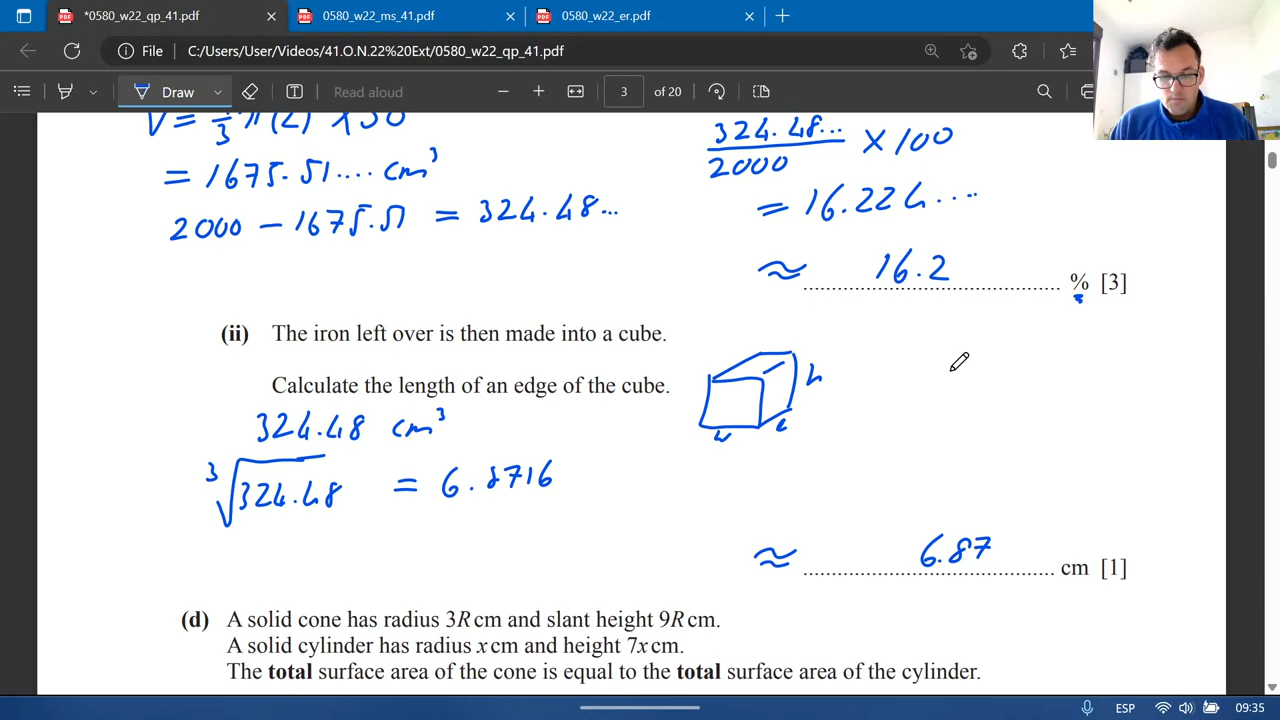 *0580_w22_qp_41.pdf
0580_w22_ms_41.pdf
0580_w22_er.pdf
File
C:/Users/User/Videos/41.O.N.22%20Ext/0580_w22_qp_41.pdf
Draw
Read aloud
3 of 20
= 1675.51.... cm³
2000 − 1675.51 = 324.48...
324.48... / 2000 × 100
= 16.224....
≈ 16.2 % [3]
(ii) The iron left over is then made into a cube.
Calculate the length of an edge of the cube.
324.48 cm³
³√324.48 = 6.8716
h
w
l
≈ 6.87 cm [1]
(d) A solid cone has radius 3R cm and slant height 9R cm.
A solid cylinder has radius x cm and height 7x cm.
The total surface area of the cone is equal to the total surface area of the cylinder.
ESP
09:35